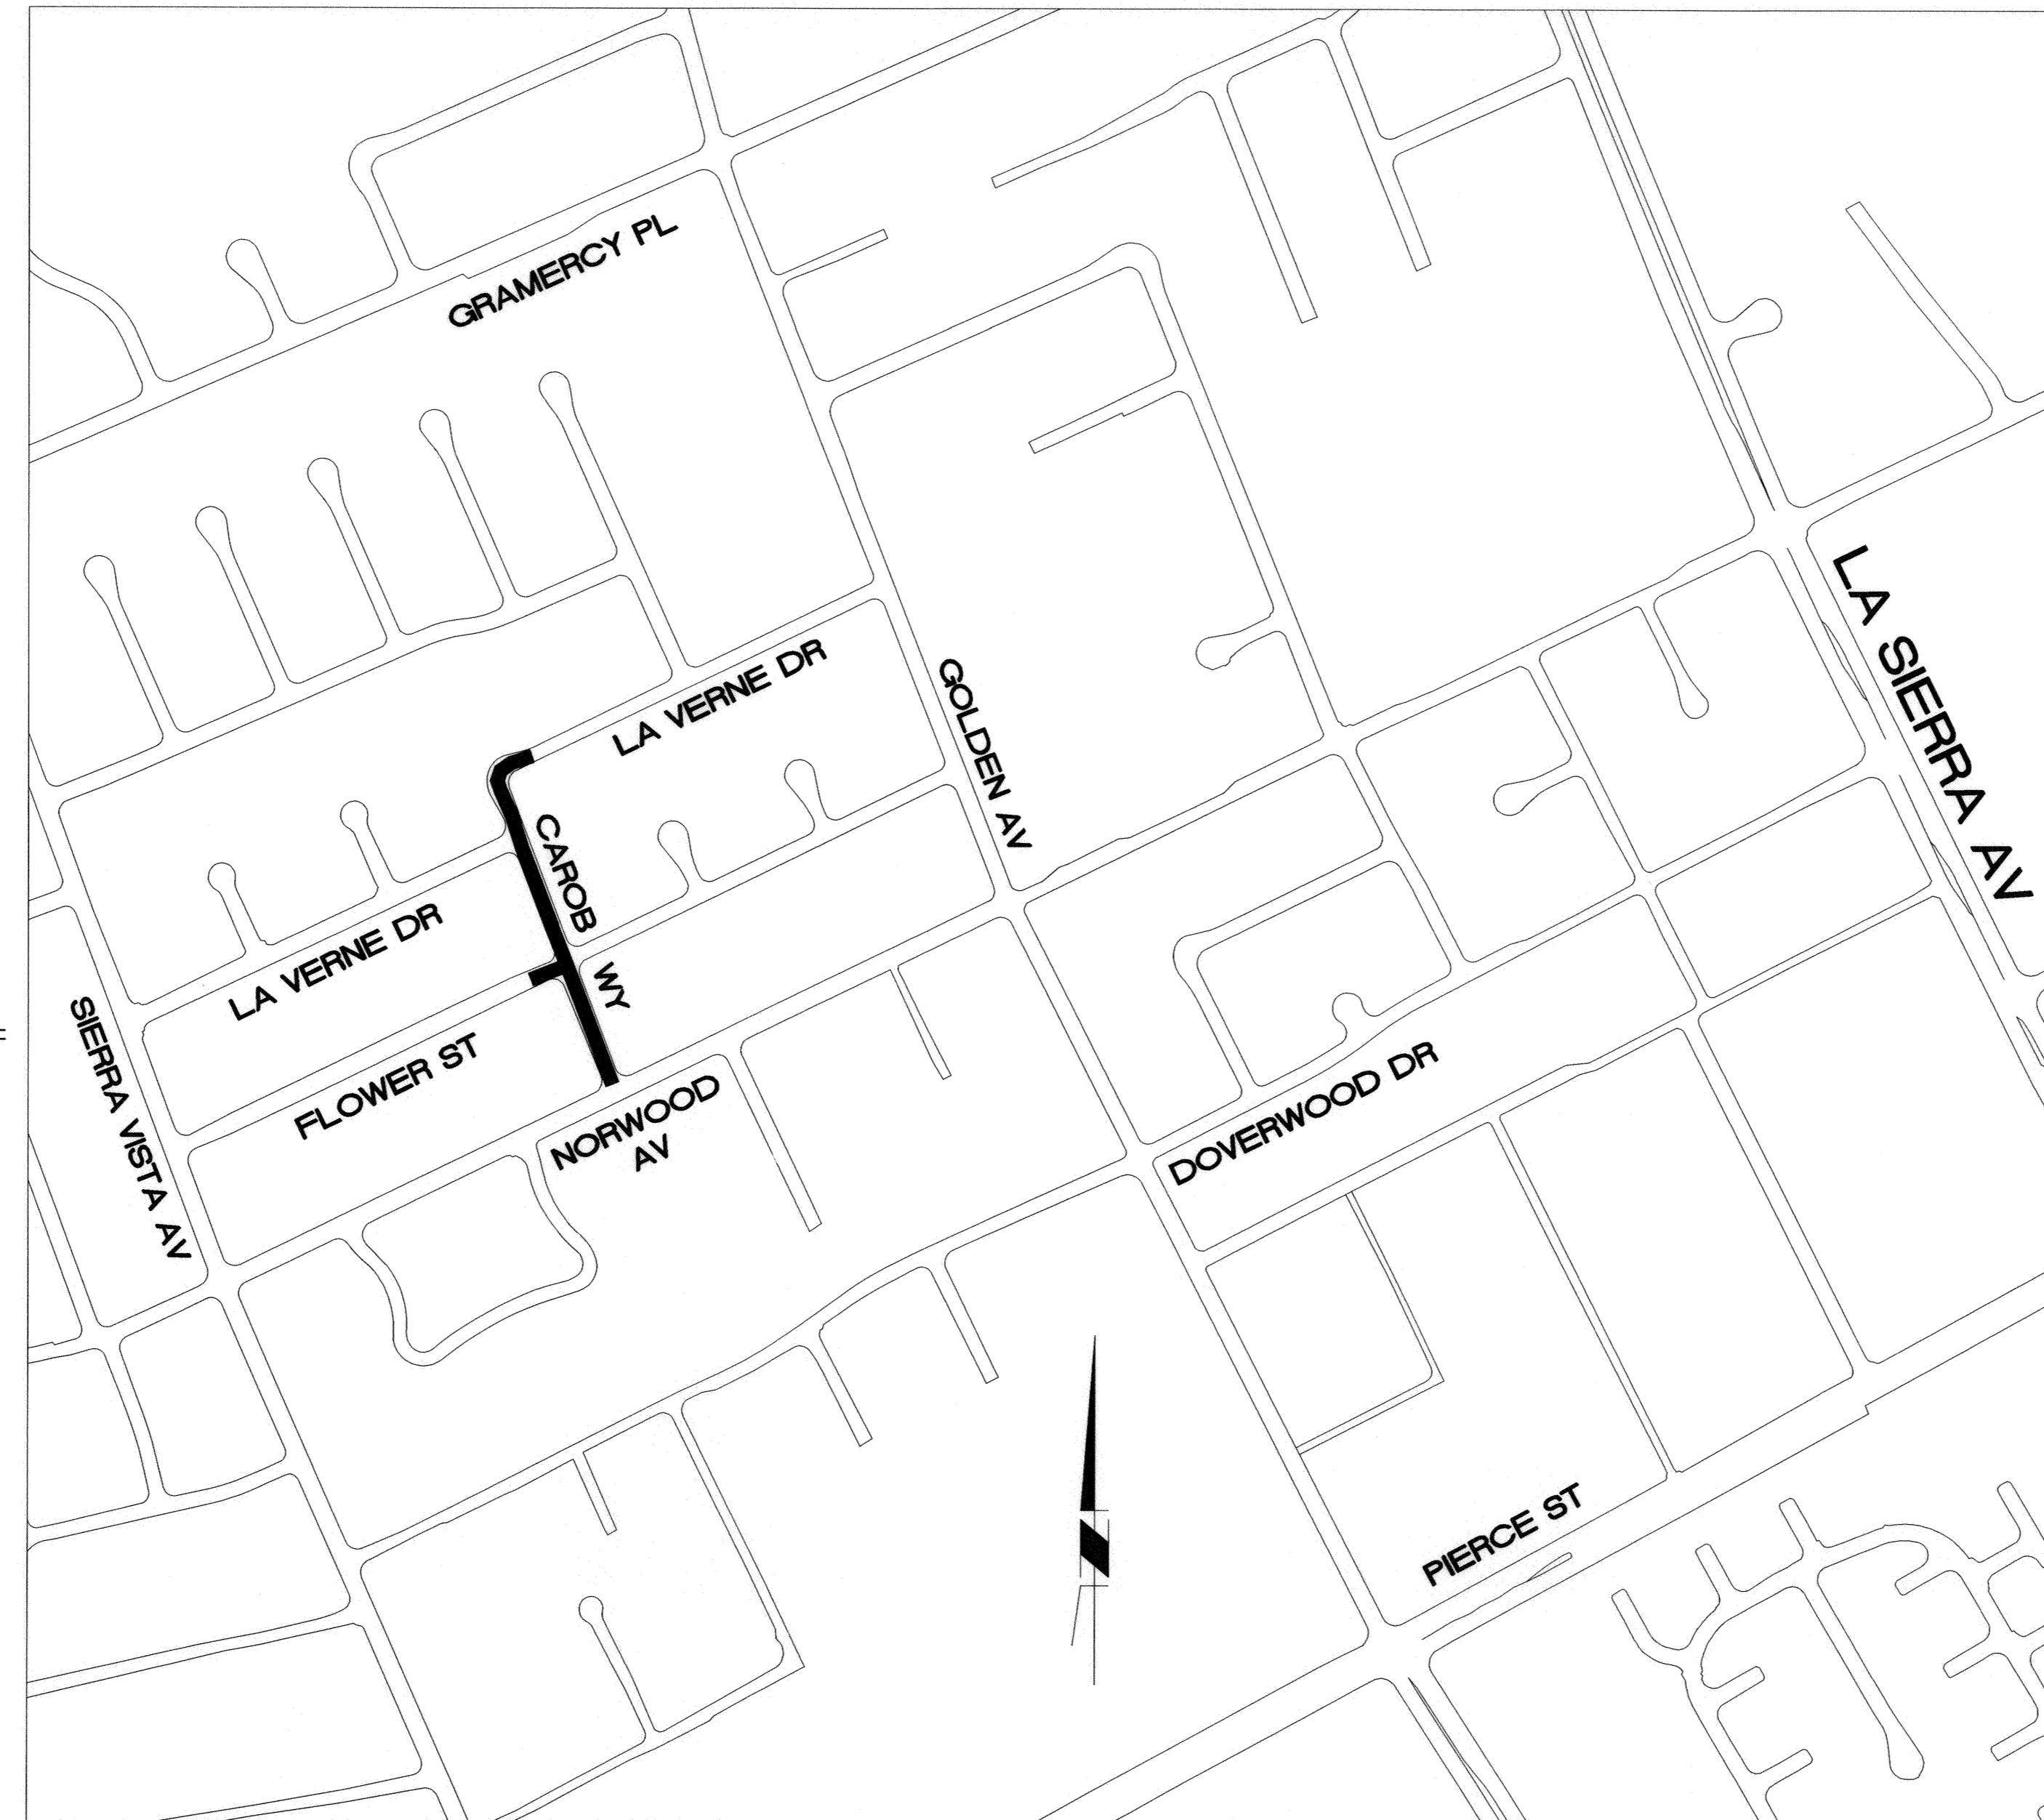 GRAMERCY PL
LA VERNE DR
GOLDEN AV
LA SIERRA AV
CAROB WY
LA VERNE DR
SIERRA VISTA AV
FLOWER ST
NORWOOD
AV
DOVERWOOD DR
N
PIERCE ST